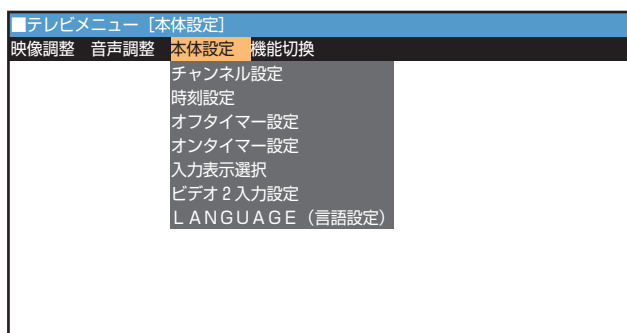 ■テレビメニュー［本体設定］
映像調整 音声調整 本体設定 機能切換
チャンネル設定
時刻設定
オフタイマー設定
オンタイマー設定
入力表示選択
ビデオ２入力設定
ＬＡＮＧＵＡＧＥ（言語設定）